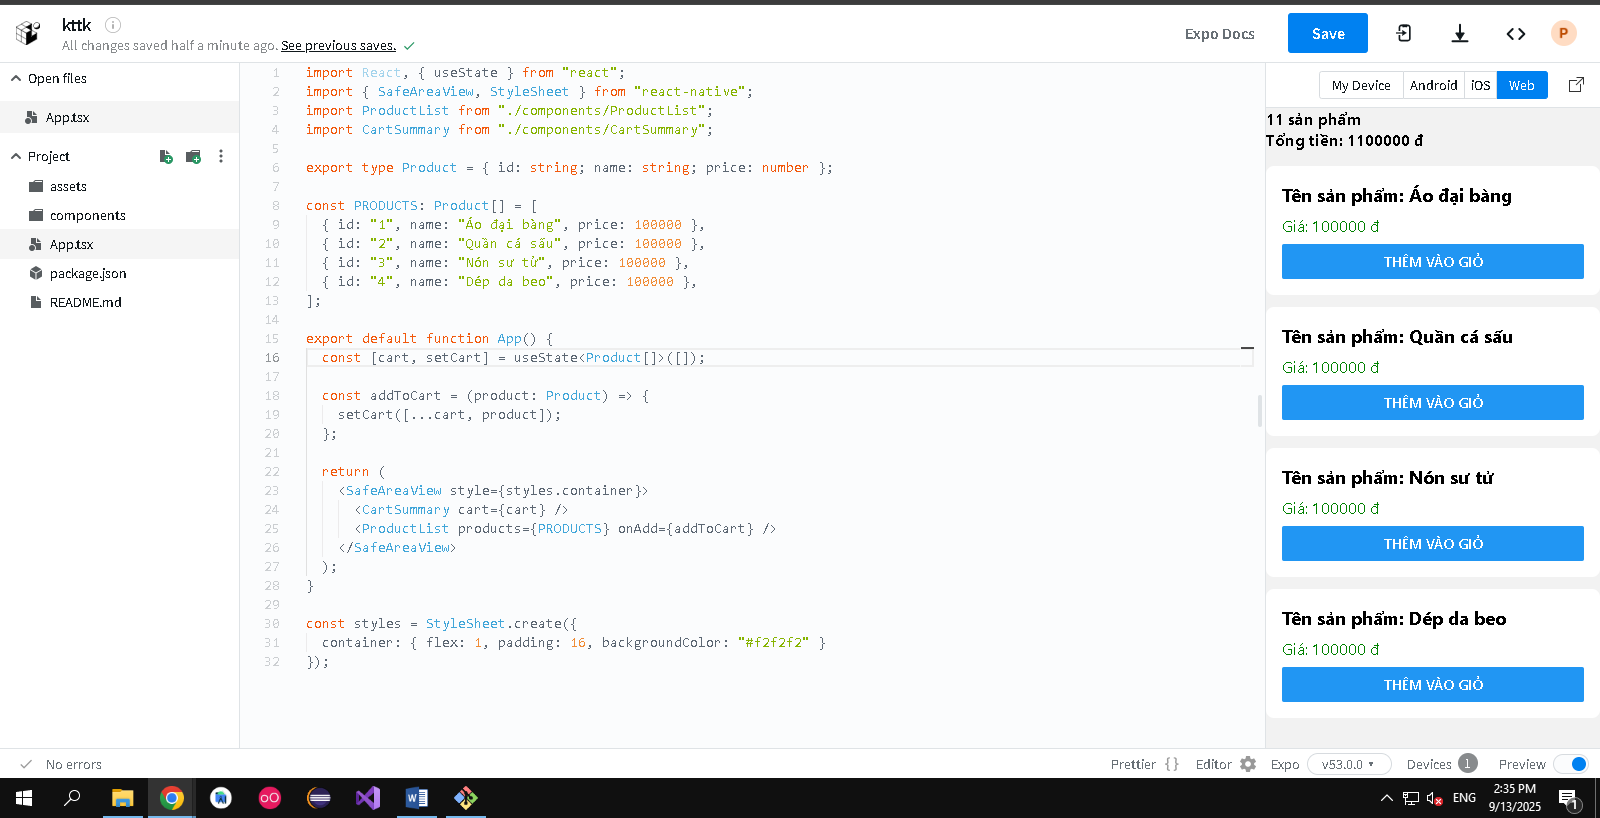 kttk
All changes saved half a minute ago. See previous saves.
Expo Docs
Save
P
Open files
App.tsx
Project
assets
components
App.tsx
package.json
README.md
1 import React, { useState } from "react";
2 import { SafeAreaView, StyleSheet } from "react-native";
3 import ProductList from "./components/ProductList";
4 import CartSummary from "./components/CartSummary";
5
6 export type Product = { id: string; name: string; price: number };
7
8 const PRODUCTS: Product[] = [
9 { id: "1", name: "Áo đại bàng", price: 100000 },
10 { id: "2", name: "Quần cá sấu", price: 100000 },
11 { id: "3", name: "Nón sư tử", price: 100000 },
12 { id: "4", name: "Dép da beo", price: 100000 },
13 ];
14
15 export default function App() {
16 const [cart, setCart] = useState<Product[]>([]);
17
18 const addToCart = (product: Product) => {
19 setCart([...cart, product]);
20 };
21
22 return (
23 <SafeAreaView style={styles.container}>
24 <CartSummary cart={cart} />
25 <ProductList products={PRODUCTS} onAdd={addToCart} />
26 </SafeAreaView>
27 );
28 }
29
30 const styles = StyleSheet.create({
31 container: { flex: 1, padding: 16, backgroundColor: "#f2f2f2" }
32 });
My Device Android iOS Web
11 sản phẩm
Tổng tiền: 1100000 đ
Tên sản phẩm: Áo đại bàng
Giá: 100000 đ
THÊM VÀO GIỎ
Tên sản phẩm: Quần cá sấu
Giá: 100000 đ
THÊM VÀO GIỎ
Tên sản phẩm: Nón sư tử
Giá: 100000 đ
THÊM VÀO GIỎ
Tên sản phẩm: Dép da beo
Giá: 100000 đ
THÊM VÀO GIỎ
No errors
Prettier {} Editor Expo v53.0.0 Devices 1 Preview
ENG
2:35 PM
9/13/2025
1